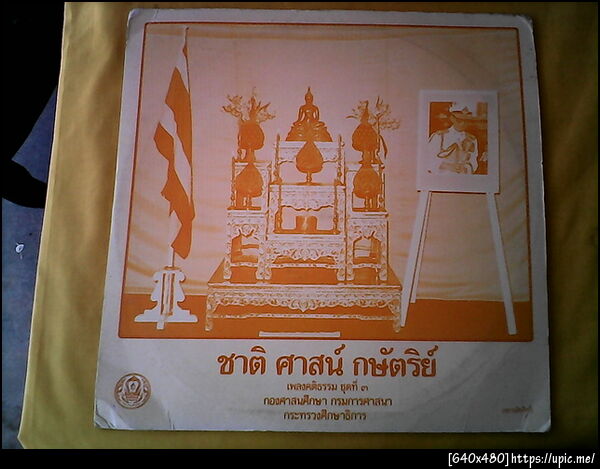 ชาติ ศาสน์ กษัตริย์
เพลงคติธรรม ชุดที่ ๓
กองศาสนศึกษา กรมการศาสนา
กระทรวงศึกษาธิการ
[640x480]https://upic.me/